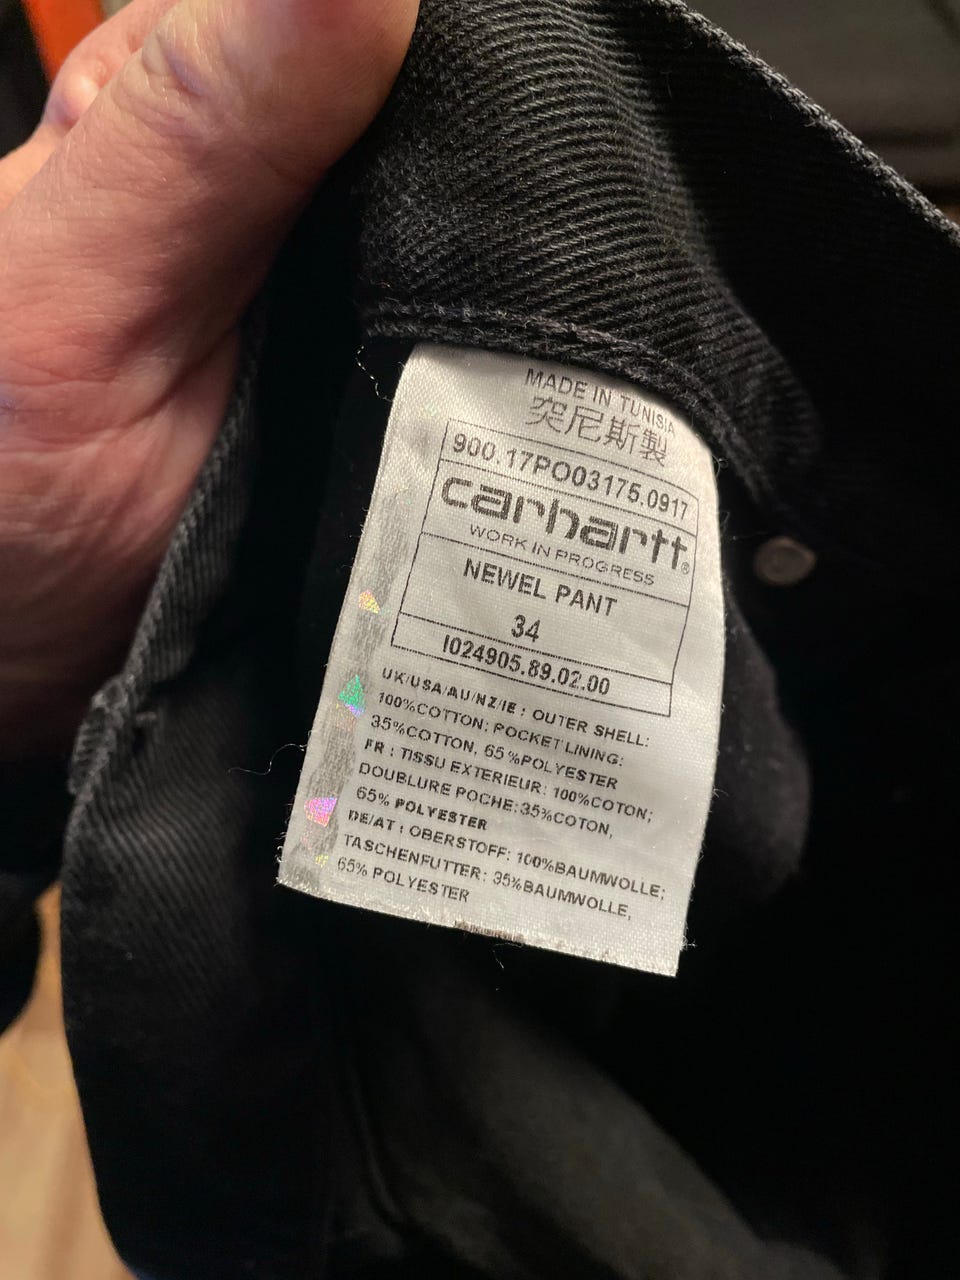 MADE IN TUNISIA
突尼斯製
900.17PO03175.0917
carhartt®
WORK IN PROGRESS
NEWEL PANT
34
I024905.89.02.00
UK/USA/AU/NZ/IE : OUTER SHELL:
100%COTTON; POCKET LINING:
35%COTTON, 65%POLYESTER
FR : TISSU EXTERIEUR: 100%COTON;
DOUBLURE POCHE:35%COTON,
65% POLYESTER
DE/AT : OBERSTOFF: 100%BAUMWOLLE;
TASCHENFUTTER: 35%BAUMWOLLE,
65% POLYESTER